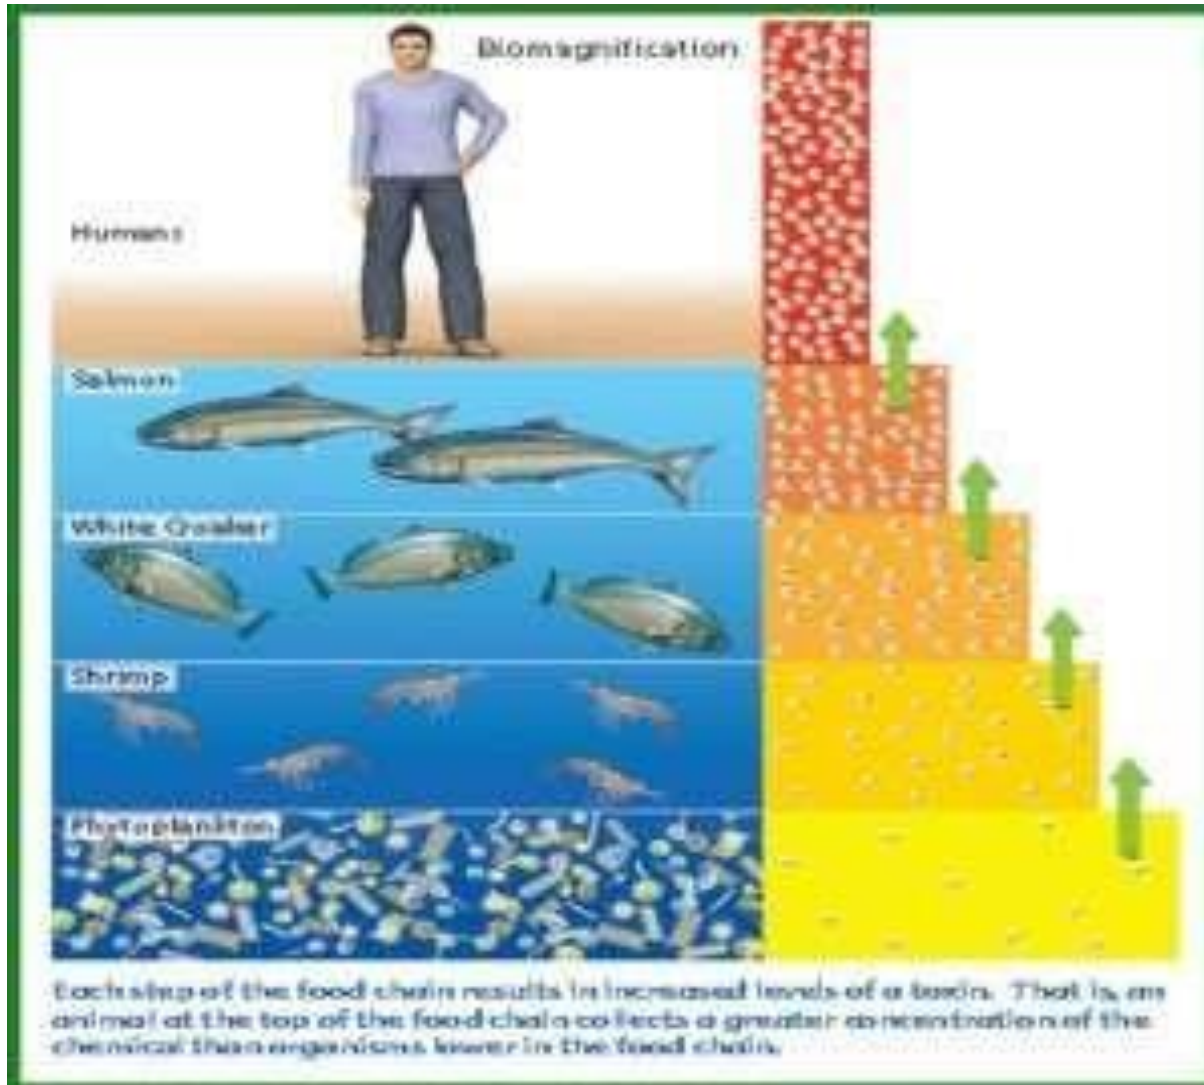 Biomagnification
Humans
Salmon
White Croaker
Shrimp
Phytoplankton
Each step of the food chain results in increased levels of a toxin. That is, an
animal at the top of the food chain collects a greater concentration of the
chemical than organisms lower in the food chain.